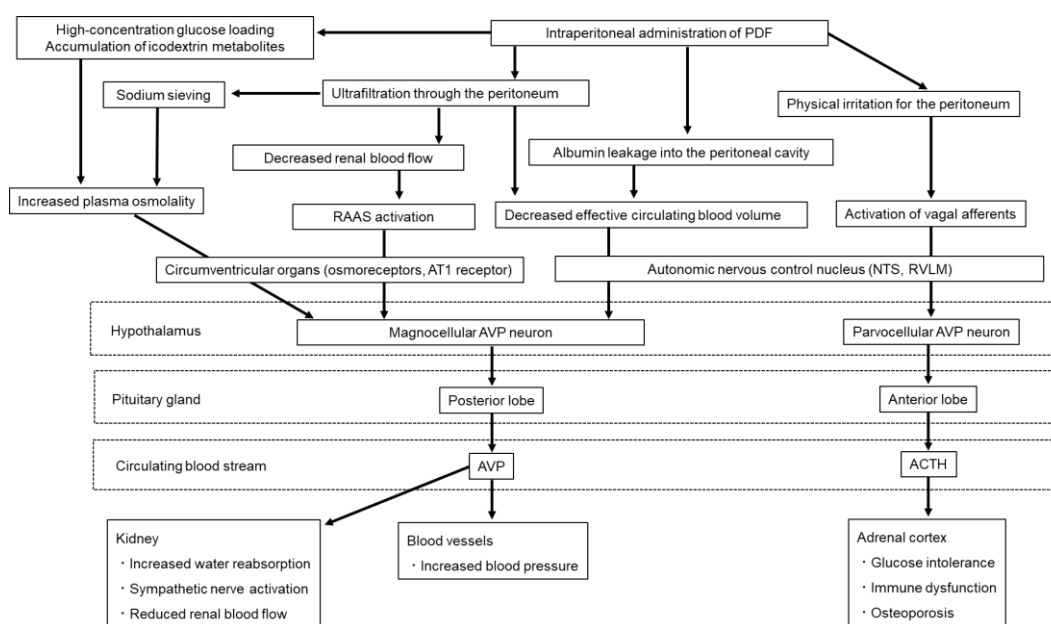 High-concentration glucose loading
Accumulation of icodextrin metabolites
Intraperitoneal administration of PDF
Sodium sieving
Ultrafiltration through the peritoneum
Physical irritation for the peritoneum
Decreased renal blood flow
Albumin leakage into the peritoneal cavity
Increased plasma osmolality
RAAS activation
Decreased effective circulating blood volume
Activation of vagal afferents
Circumventricular organs (osmoreceptors, AT1 receptor)
Autonomic nervous control nucleus (NTS, RVLM)
Hypothalamus
Magnocellular AVP neuron
Parvocellular AVP neuron
Pituitary gland
Posterior lobe
Anterior lobe
Circulating blood stream
AVP
ACTH
Kidney
・Increased water reabsorption
・Sympathetic nerve activation
・Reduced renal blood flow
Blood vessels
・Increased blood pressure
Adrenal cortex
・Glucose intolerance
・Immune dysfunction
・Osteoporosis